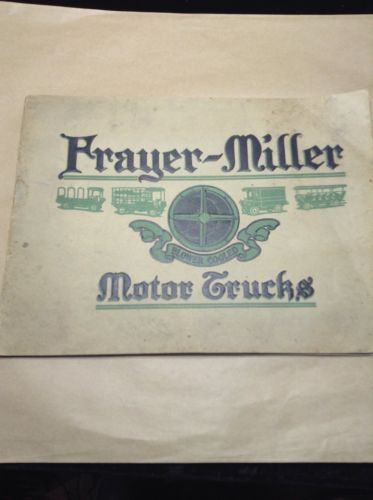 Frayer-Miller
BLOWER COOLED
Motor Trucks